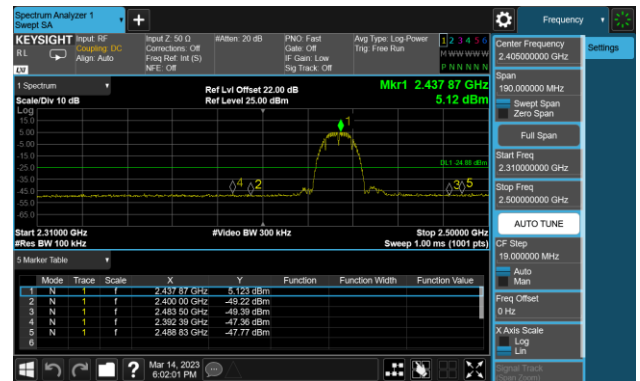 Spectrum Analyzer 1
Swept SA
+
Frequency
KEYSIGHT
RL
LXI
Input: RF
Coupling: DC
Align: Auto
Input Z: 50 Ω
Corrections: Off
Freq Ref: Int (S)
NFE: Off
#Atten: 20 dB
PNO: Fast
Gate: Off
IF Gain: Low
Sig Track: Off
Avg Type: Log-Power
Trig: Free Run
1 2 3 4 5 6
M W W W W W
P N N N N N
1 Spectrum
Scale/Div 10 dB
Ref Lvl Offset 22.00 dB
Ref Level 25.00 dBm
Mkr1 2.437 87 GHz
5.12 dBm
Log
15.0
5.00
-5.00
-15.0
-25.0
-35.0
-45.0
-55.0
-65.0
1
DL1 -24.88 dBm
4 2
3 5
Start 2.31000 GHz
#Res BW 100 kHz
#Video BW 300 kHz
Stop 2.50000 GHz
Sweep 1.00 ms (1001 pts)
5 Marker Table
Mode Trace Scale X Y Function Function Width Function Value
1 N 1 f 2.437 87 GHz 5.123 dBm
2 N 1 f 2.400 00 GHz -49.22 dBm
3 N 1 f 2.483 50 GHz -49.39 dBm
4 N 1 f 2.392 39 GHz -47.36 dBm
5 N 1 f 2.488 83 GHz -47.77 dBm
6
?
Mar 14, 2023
6:02:01 PM
Center Frequency
2.405000000 GHz
Settings
Span
190.000000 MHz
Swept Span
Zero Span
Full Span
Start Freq
2.310000000 GHz
Stop Freq
2.500000000 GHz
AUTO TUNE
CF Step
19.000000 MHz
Auto
Man
Freq Offset
0 Hz
X Axis Scale
Log
Lin
Signal Track
(Span Zoom)